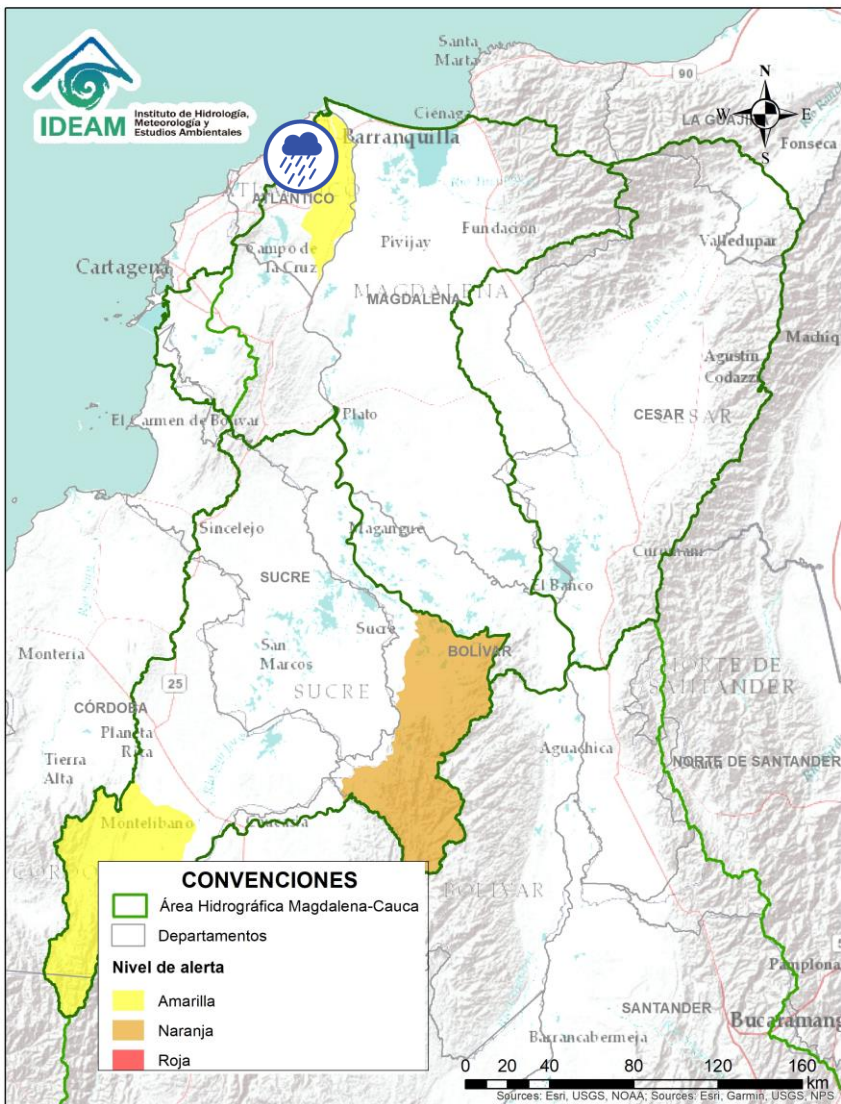 IDEAM
Instituto de Hidrología,
Meteorología y
Estudios Ambientales
Santa
Marta
Ciénaga
90
LA GUAJIRA
Fonseca
N
W
E
S
Barranquilla
ATLÁNTICO
Campo de
la Cruz
Pivijay
Fundación
Valledupar
Cartagena
MAGDALENA
MAGDALENA
Agustín
Codazzi
CESAR
CESAR
El Carmen de Bolívar
Plato
Sincelejo
Magangue
Curumaní
SUCRE
El Banco
Sucre
San
Marcos
SUCRE
BOLÍVAR
Montería
25
CÓRDOBA
Planeta
Rica
Tierra
Alta
NORTE DE
SANTANDER
Aguachica
NORTE DE SANTANDER
Montelibano
BOLÍVAR
CONVENCIONES
Área Hidrográfica Magdalena-Cauca
Departamentos
Nivel de alerta
Amarilla
Naranja
Roja
Pamplona
SANTANDER
Bucaramang
Barrancabermeja
0 20 40 80 120 160
km
Sources: Esri, USGS, NOAA; Sources: Esri, Garmin, USGS, NPS